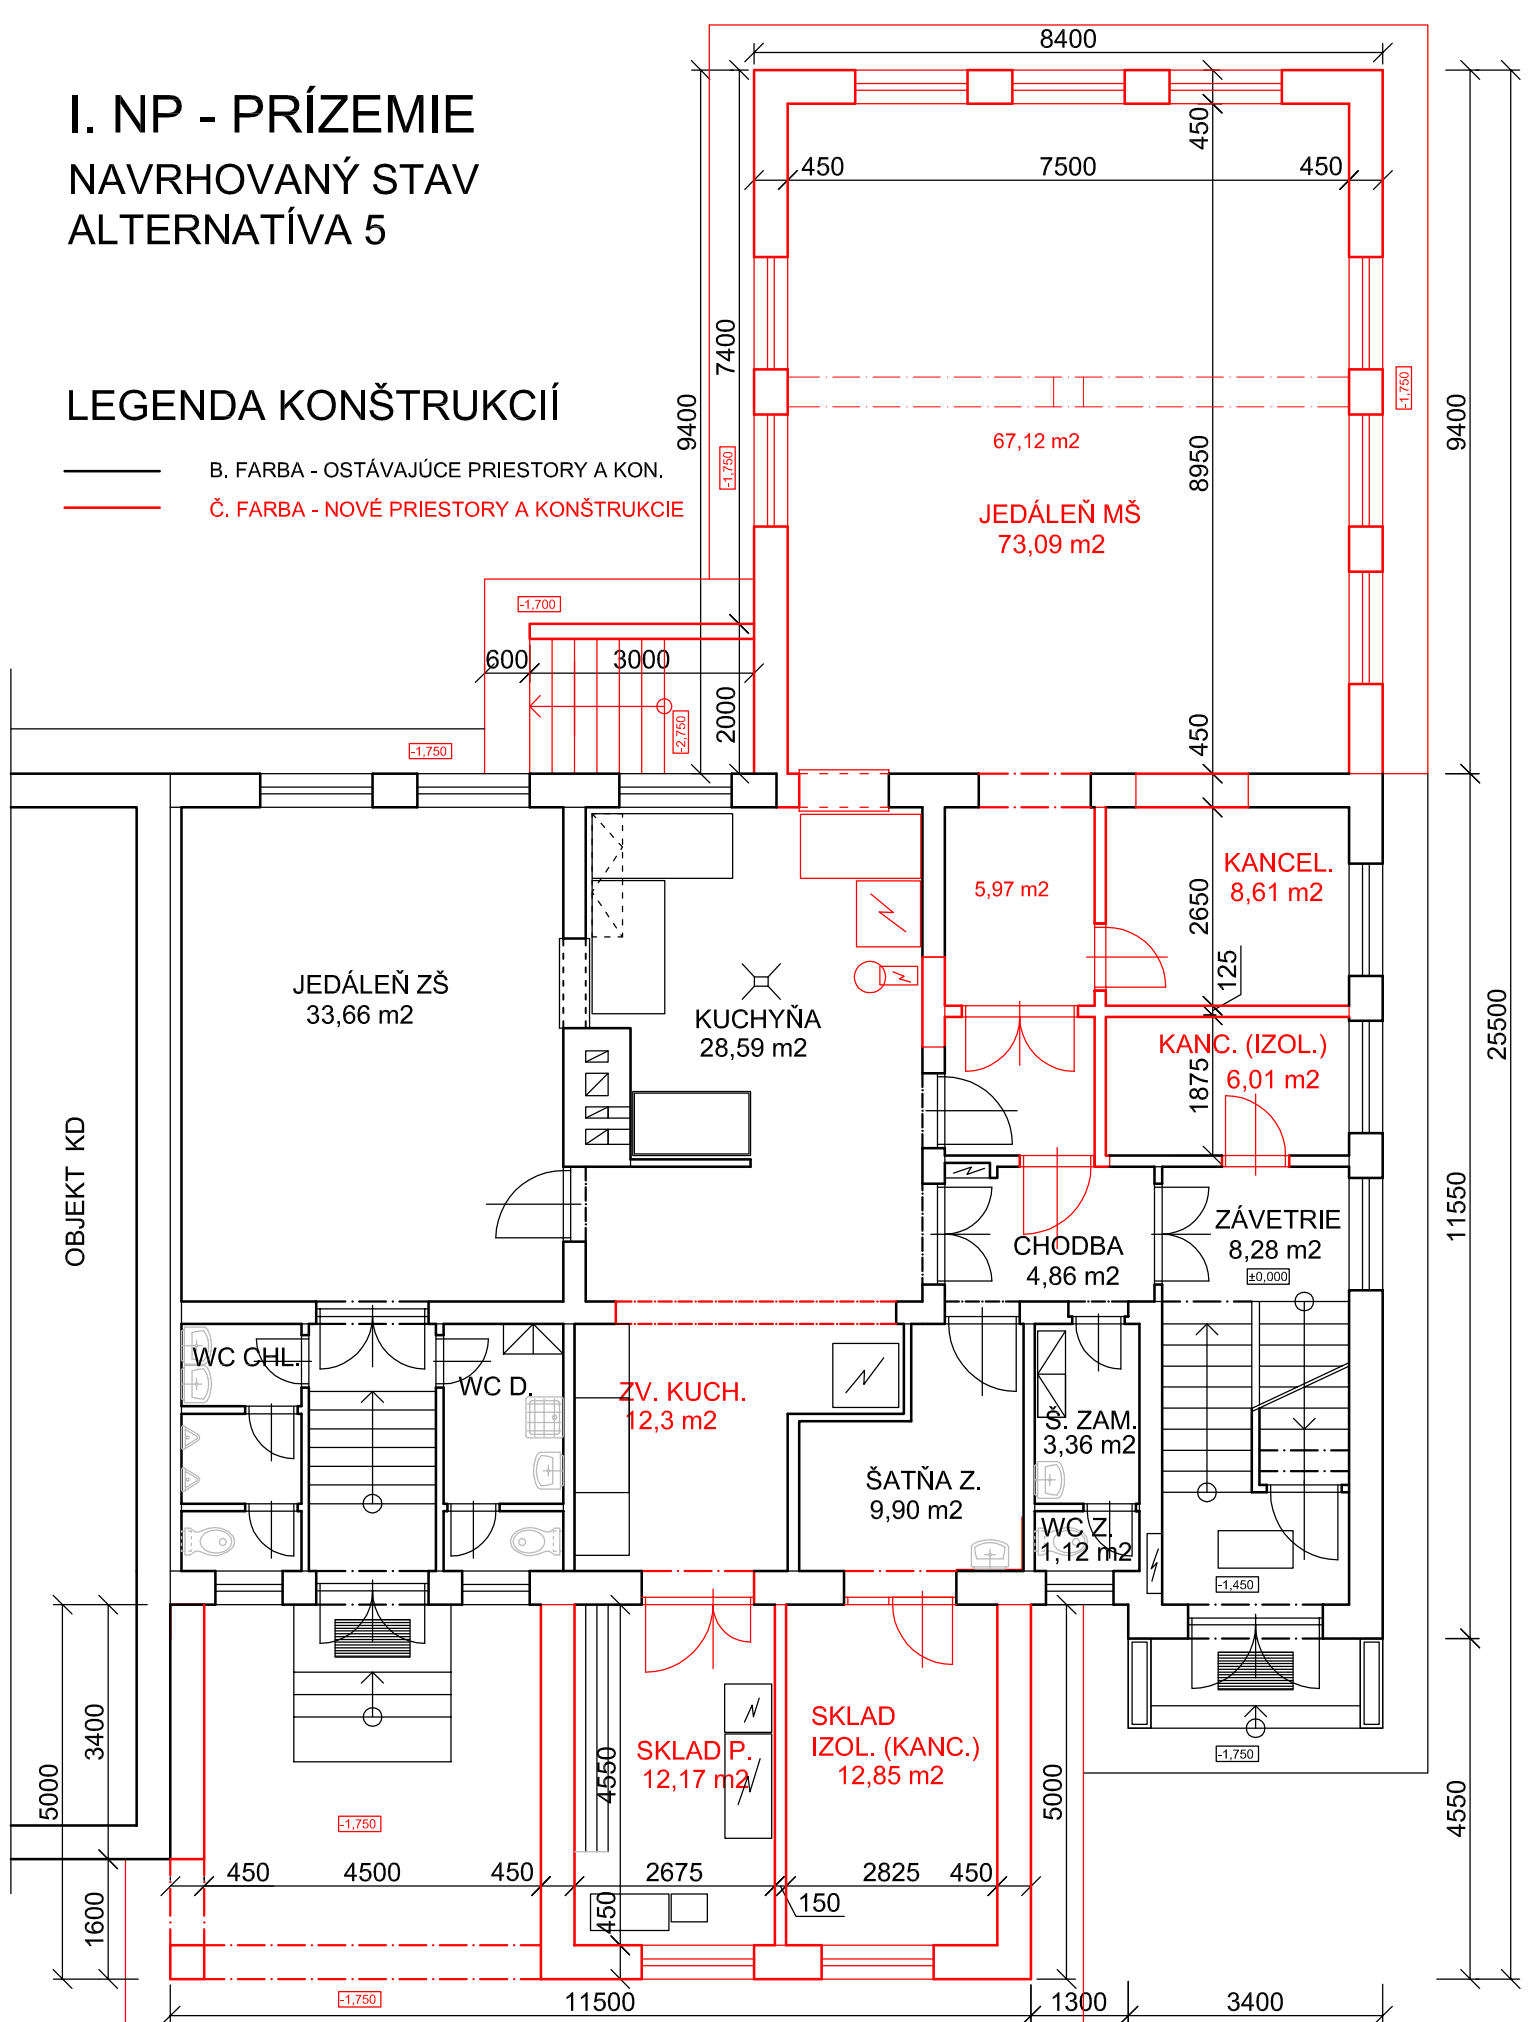 I. NP - PRÍZEMIE
NAVRHOVANÝ STAV
ALTERNATÍVA 5
LEGENDA KONŠTRUKCIÍ
B. FARBA - OSTÁVAJÚCE PRIESTORY A KON.
Č. FARBA - NOVÉ PRIESTORY A KONŠTRUKCIE
8400
450
450
7500
450
7400
9400
-1,750
-1,750
9400
67,12 m2
8950
JEDÁLEŇ MŠ
73,09 m2
-1,700
600
3000
2000
-2,750
450
-1,750
KANCEL.
8,61 m2
5,97 m2
2650
125
JEDÁLEŇ ZŠ
33,66 m2
KUCHYŇA
28,59 m2
KANC. (IZOL.)
6,01 m2
1875
25500
OBJEKT KD
11550
ZÁVETRIE
8,28 m2
±0,000
CHODBA
4,86 m2
WC CHL.
WC D.
ZV. KUCH.
12,3 m2
Š. ZAM.
3,36 m2
ŠATŇA Z.
9,90 m2
WC Z.
1,12 m2
-1,450
SKLAD P.
12,17 m2
SKLAD
IZOL. (KANC.)
12,85 m2
-1,750
5000
3400
4550
5000
4550
-1,750
450
4500
450
2675
2825
450
150
1600
450
-1,750
11500
1300
3400